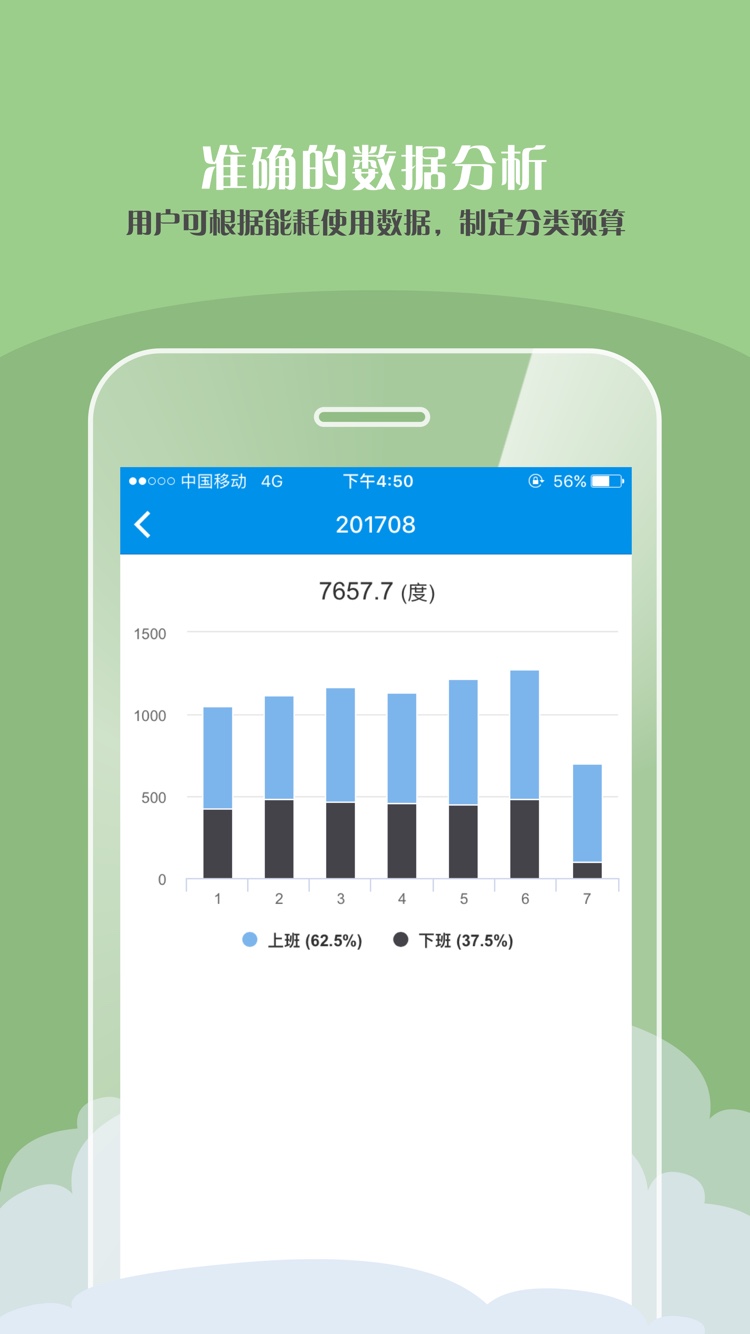 准确的数据分析
用户可根据能耗使用数据，制定分类预算
中国移动 4G 下午4:50 56%
201708
7657.7 (度)
1500
1000
500
0
1 2 3 4 5 6 7
上班 (62.5%) 下班 (37.5%)